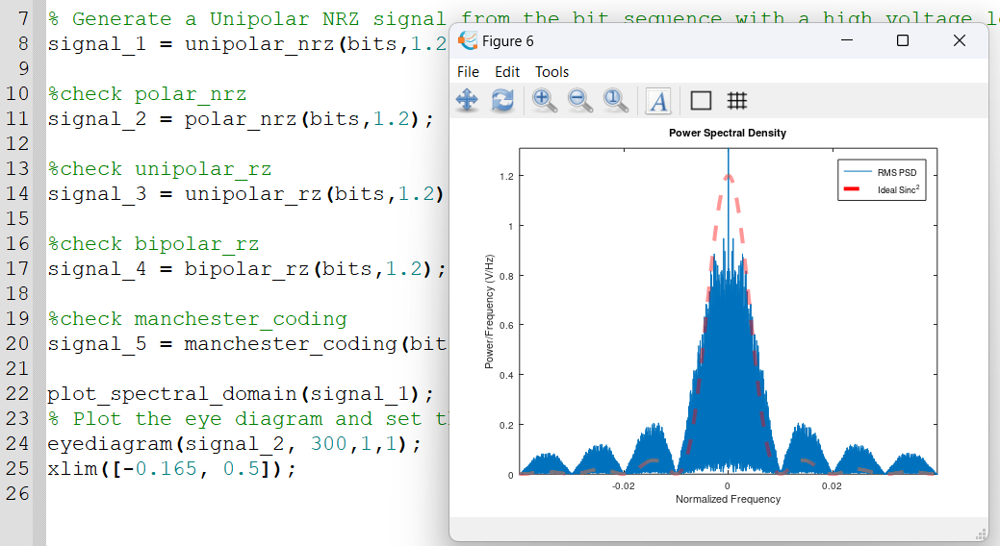 7 % Generate a Unipolar NRZ signal from the bit sequence with a high voltage
8 signal_1 = unipolar_nrz(bits,1.2
9
10 %check polar_nrz
11 signal_2 = polar_nrz(bits,1.2);
12
13 %check unipolar_rz
14 signal_3 = unipolar_rz(bits,1.2)
15
16 %check bipolar_rz
17 signal_4 = bipolar_rz(bits,1.2);
18
19 %check manchester_coding
20 signal_5 = manchester_coding(bit
21
22 plot_spectral_domain(signal_1);
23 % Plot the eye diagram and set
24 eyediagram(signal_2, 300,1,1);
25 xlim([-0.165, 0.5]);
26
Figure 6
File Edit Tools
A
Power Spectral Density
RMS PSD
Ideal Sinc²
Power/Frequency (V/Hz)
1.2
1
0.8
0.6
0.4
0.2
0
-0.02 0 0.02
Normalized Frequency